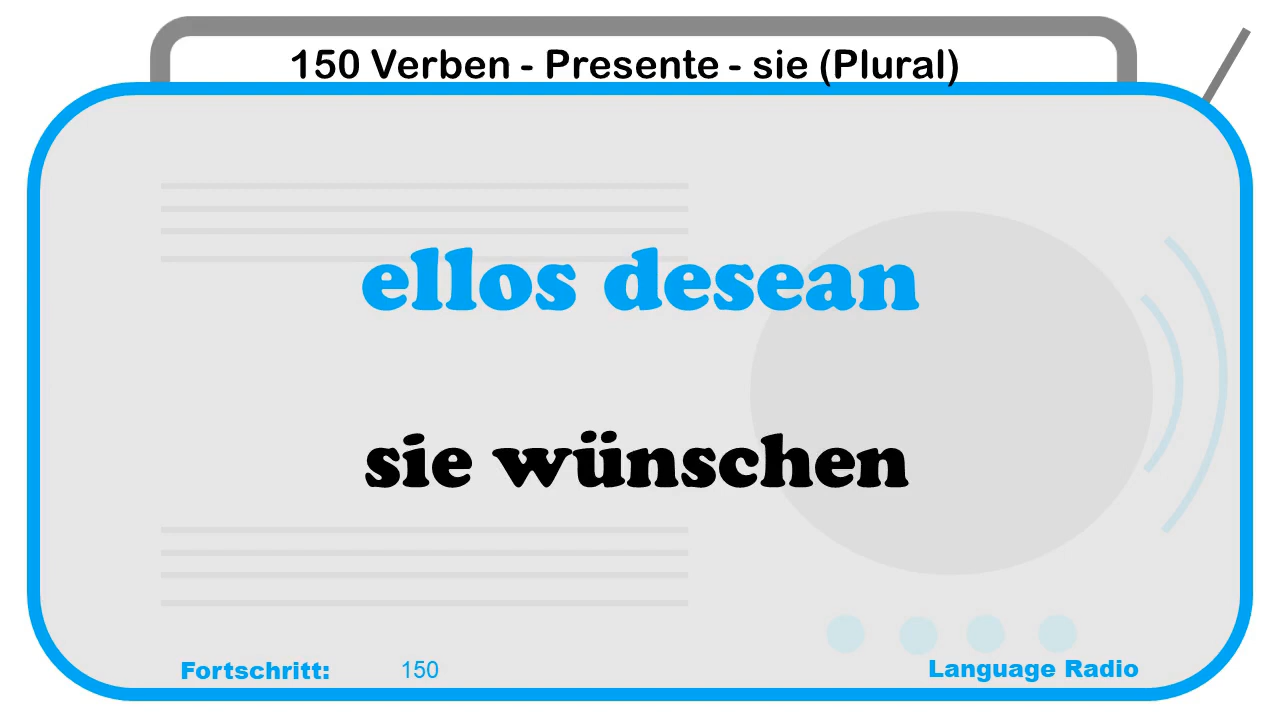 150 Verben - Presente - sie (Plural)
ellos desean
sie wünschen
Fortschritt: 150
Language Radio